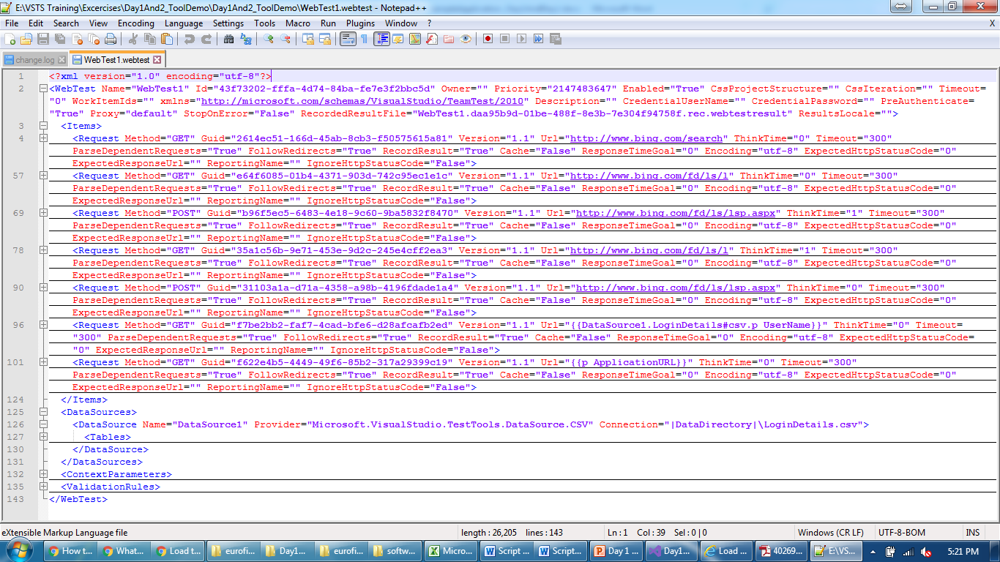 E:\VSTS Training\Excercises\Day1And2_ToolDemo\Day1And2_ToolDemo\WebTest1.webtest - Notepad++
File Edit Search View Encoding Language Settings Tools Macro Run Plugins Window ? X
change.log WebTest1.webtest
1 <?xml version="1.0" encoding="utf-8"?>
2 <WebTest Name="WebTest1" Id="43f73202-fffa-4d74-84ba-fe7e3f2bbc5d" Owner="" Priority="2147483647" Enabled="True" CssProjectStructure="" CssIteration="" Timeout=
"0" WorkItemIds="" xmlns="http://microsoft.com/schemas/VisualStudio/TeamTest/2010" Description="" CredentialUserName="" CredentialPassword="" PreAuthenticate=
"True" Proxy="default" StopOnError="False" RecordedResultFile="WebTest1.daa95b9d-01be-488f-8e3b-7e304f94758f.rec.webtestresult" ResultsLocale="">
3 <Items>
4 <Request Method="GET" Guid="2614ec51-166d-45ab-8cb3-f50575615a81" Version="1.1" Url="http://www.bing.com/search" ThinkTime="0" Timeout="300"
ParseDependentRequests="True" FollowRedirects="True" RecordResult="True" Cache="False" ResponseTimeGoal="0" Encoding="utf-8" ExpectedHttpStatusCode="0"
ExpectedResponseUrl="" ReportingName="" IgnoreHttpStatusCode="False">
57 <Request Method="GET" Guid="e64f6085-01b4-4371-903d-742c95ec1e1c" Version="1.1" Url="http://www.bing.com/fd/ls/l" ThinkTime="0" Timeout="300"
ParseDependentRequests="True" FollowRedirects="True" RecordResult="True" Cache="False" ResponseTimeGoal="0" Encoding="utf-8" ExpectedHttpStatusCode="0"
ExpectedResponseUrl="" ReportingName="" IgnoreHttpStatusCode="False">
69 <Request Method="POST" Guid="b96f5ec5-6483-4e18-9c60-9ba5832f8470" Version="1.1" Url="http://www.bing.com/fd/ls/lsp.aspx" ThinkTime="1" Timeout="300"
ParseDependentRequests="True" FollowRedirects="True" RecordResult="True" Cache="False" ResponseTimeGoal="0" Encoding="utf-8" ExpectedHttpStatusCode="0"
ExpectedResponseUrl="" ReportingName="" IgnoreHttpStatusCode="False">
78 <Request Method="GET" Guid="35a1c56b-9e71-453e-9d2c-245e4cff2ea3" Version="1.1" Url="http://www.bing.com/fd/ls/l" ThinkTime="1" Timeout="300"
ParseDependentRequests="True" FollowRedirects="True" RecordResult="True" Cache="False" ResponseTimeGoal="0" Encoding="utf-8" ExpectedHttpStatusCode="0"
ExpectedResponseUrl="" ReportingName="" IgnoreHttpStatusCode="False">
90 <Request Method="POST" Guid="31103a1a-d71a-4358-a98b-4196fdade1a4" Version="1.1" Url="http://www.bing.com/fd/ls/lsp.aspx" ThinkTime="0" Timeout="300"
ParseDependentRequests="True" FollowRedirects="True" RecordResult="True" Cache="False" ResponseTimeGoal="0" Encoding="utf-8" ExpectedHttpStatusCode="0"
ExpectedResponseUrl="" ReportingName="" IgnoreHttpStatusCode="False">
96 <Request Method="GET" Guid="f7be2bb2-faf7-4cad-bfe6-d28afcafb2ed" Version="1.1" Url="{{DataSource1.LoginDetails#csv.p UserName}}" ThinkTime="0" Timeout=
"300" ParseDependentRequests="True" FollowRedirects="True" RecordResult="True" Cache="False" ResponseTimeGoal="0" Encoding="utf-8" ExpectedHttpStatusCode=
"0" ExpectedResponseUrl="" ReportingName="" IgnoreHttpStatusCode="False">
101 <Request Method="GET" Guid="f622e4b5-4449-49f6-85b2-317a29399c19" Version="1.1" Url="{{p ApplicationURL}}" ThinkTime="0" Timeout="300"
ParseDependentRequests="True" FollowRedirects="True" RecordResult="True" Cache="False" ResponseTimeGoal="0" Encoding="utf-8" ExpectedHttpStatusCode="0"
ExpectedResponseUrl="" ReportingName="" IgnoreHttpStatusCode="False">
124 </Items>
125 <DataSources>
126 <DataSource Name="DataSource1" Provider="Microsoft.VisualStudio.TestTools.DataSource.CSV" Connection="|DataDirectory|\LoginDetails.csv">
127 <Tables>
130 </DataSource>
131 </DataSources>
132 <ContextParameters>
135 <ValidationRules>
143 </WebTest>
eXtensible Markup Language file length : 26,205 lines : 143 Ln : 1 Col : 39 Sel : 0 | 0 Windows (CR LF) UTF-8-BOM INS
How t... What... Load t... eurofi... Day1... eurofi... softw... Micro... Script ... Script... Day 1 ... Day1... Load ... 40269... E:\VS... 5:21 PM